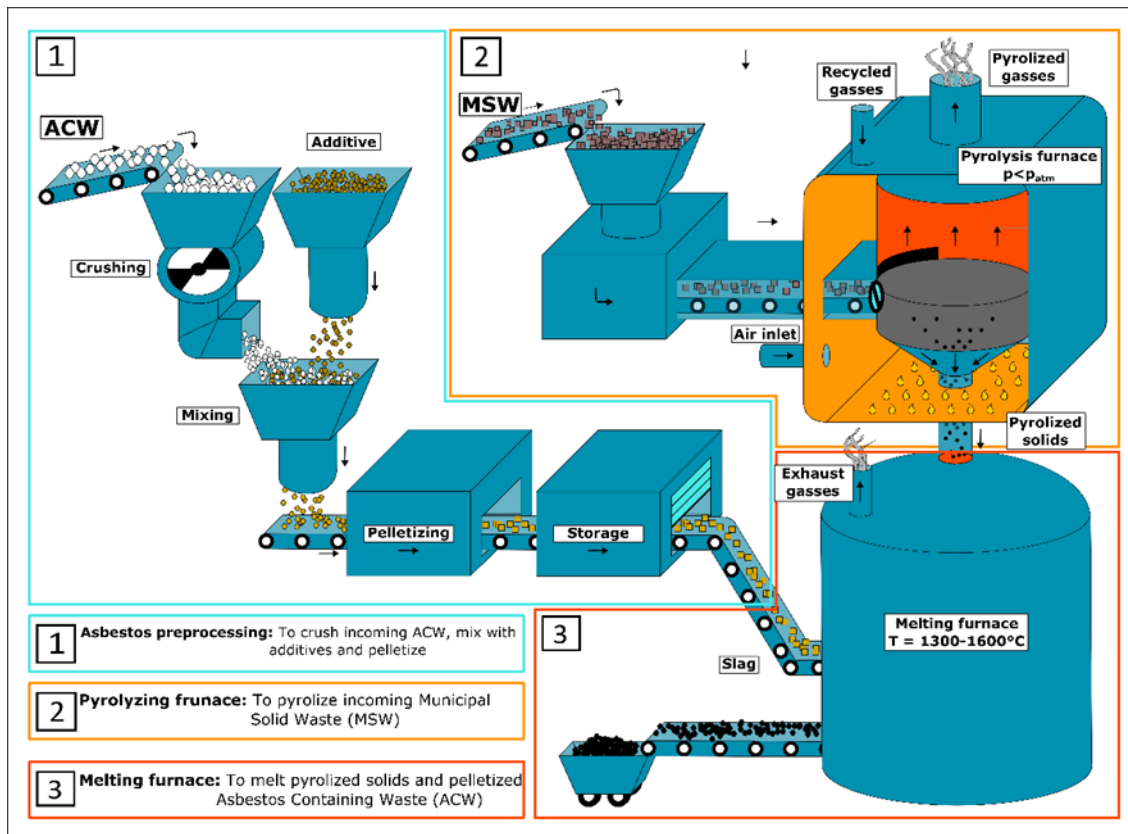 1
ACW
Additive
Crushing
Mixing
Pelletizing
Storage
2
MSW
Recycled
gasses
Pyrolized
gasses
Pyrolysis furnace
p<pₐₜₘ
Air inlet
Pyrolized
solids
Exhaust
gasses
Melting furnace
T = 1300-1600°C
3
Slag
1
Asbestos preprocessing: To crush incoming ACW, mix with
additives and pelletize
2
Pyrolyzing frunace: To pyrolize incoming Municipal
Solid Waste (MSW)
3
Melting furnace: To melt pyrolized solids and pelletized
Asbestos Containing Waste (ACW)